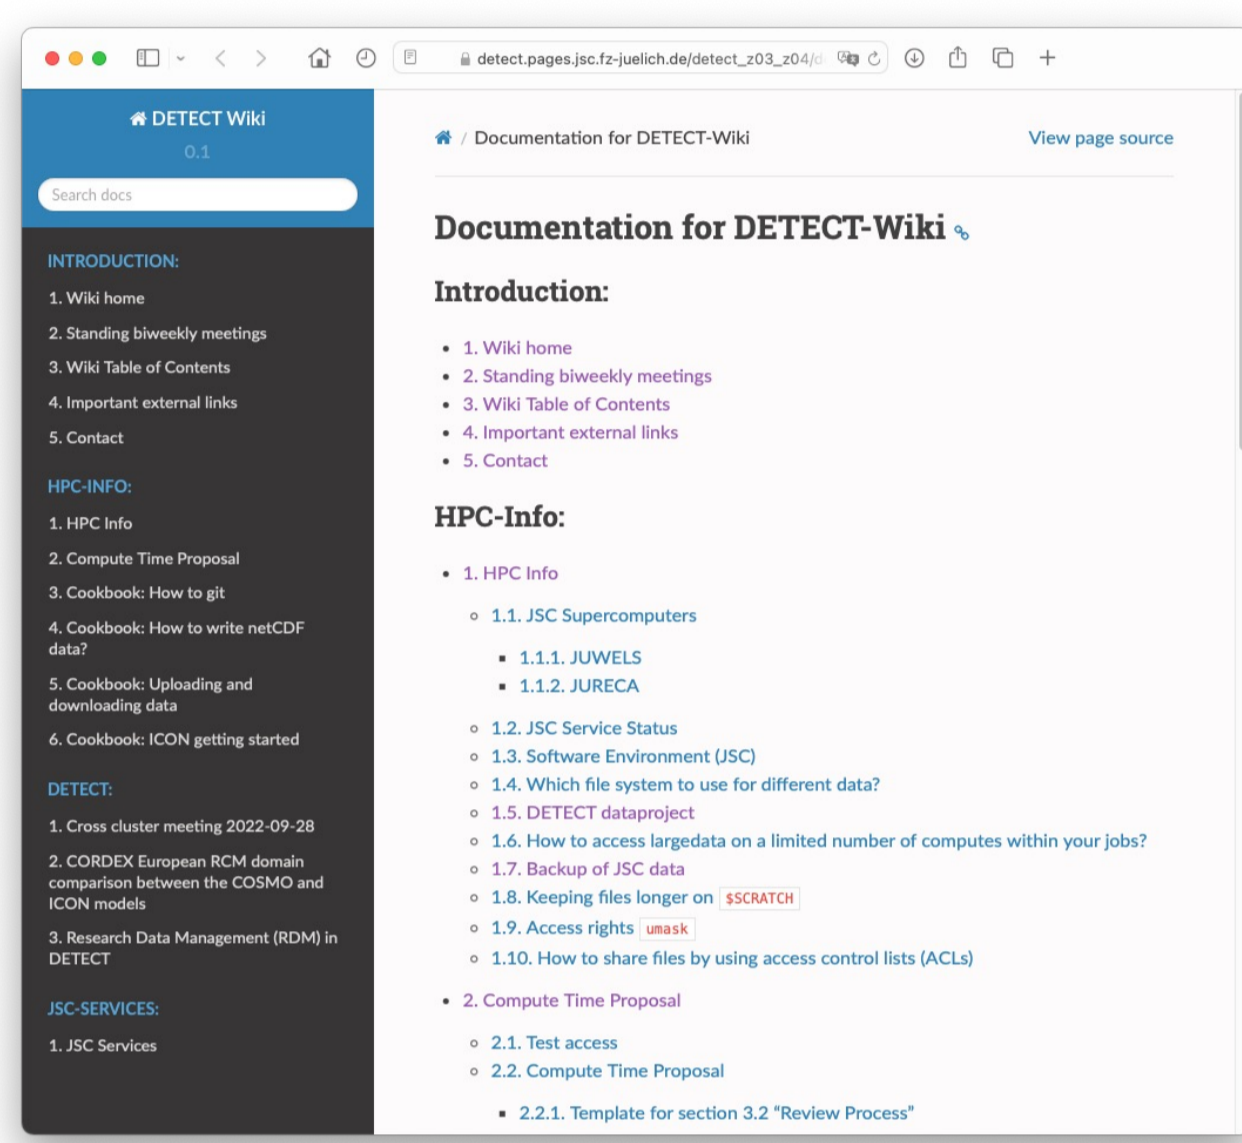 detect.pages.jsc.fz-juelich.de/detect_z03_z04/d
DETECT Wiki
0.1
Search docs
INTRODUCTION:
1. Wiki home
2. Standing biweekly meetings
3. Wiki Table of Contents
4. Important external links
5. Contact
HPC-INFO:
1. HPC Info
2. Compute Time Proposal
3. Cookbook: How to git
4. Cookbook: How to write netCDF
data?
5. Cookbook: Uploading and
downloading data
6. Cookbook: ICON getting started
DETECT:
1. Cross cluster meeting 2022-09-28
2. CORDEX European RCM domain
comparison between the COSMO and
ICON models
3. Research Data Management (RDM) in
DETECT
JSC-SERVICES:
1. JSC Services
/ Documentation for DETECT-Wiki
View page source
Documentation for DETECT-Wiki
Introduction:
• 1. Wiki home
• 2. Standing biweekly meetings
• 3. Wiki Table of Contents
• 4. Important external links
• 5. Contact
HPC-Info:
• 1. HPC Info
◦ 1.1. JSC Supercomputers
▪ 1.1.1. JUWELS
▪ 1.1.2. JURECA
◦ 1.2. JSC Service Status
◦ 1.3. Software Environment (JSC)
◦ 1.4. Which file system to use for different data?
◦ 1.5. DETECT dataproject
◦ 1.6. How to access largedata on a limited number of computes within your jobs?
◦ 1.7. Backup of JSC data
◦ 1.8. Keeping files longer on $SCRATCH
◦ 1.9. Access rights umask
◦ 1.10. How to share files by using access control lists (ACLs)
• 2. Compute Time Proposal
◦ 2.1. Test access
◦ 2.2. Compute Time Proposal
▪ 2.2.1. Template for section 3.2 “Review Process”